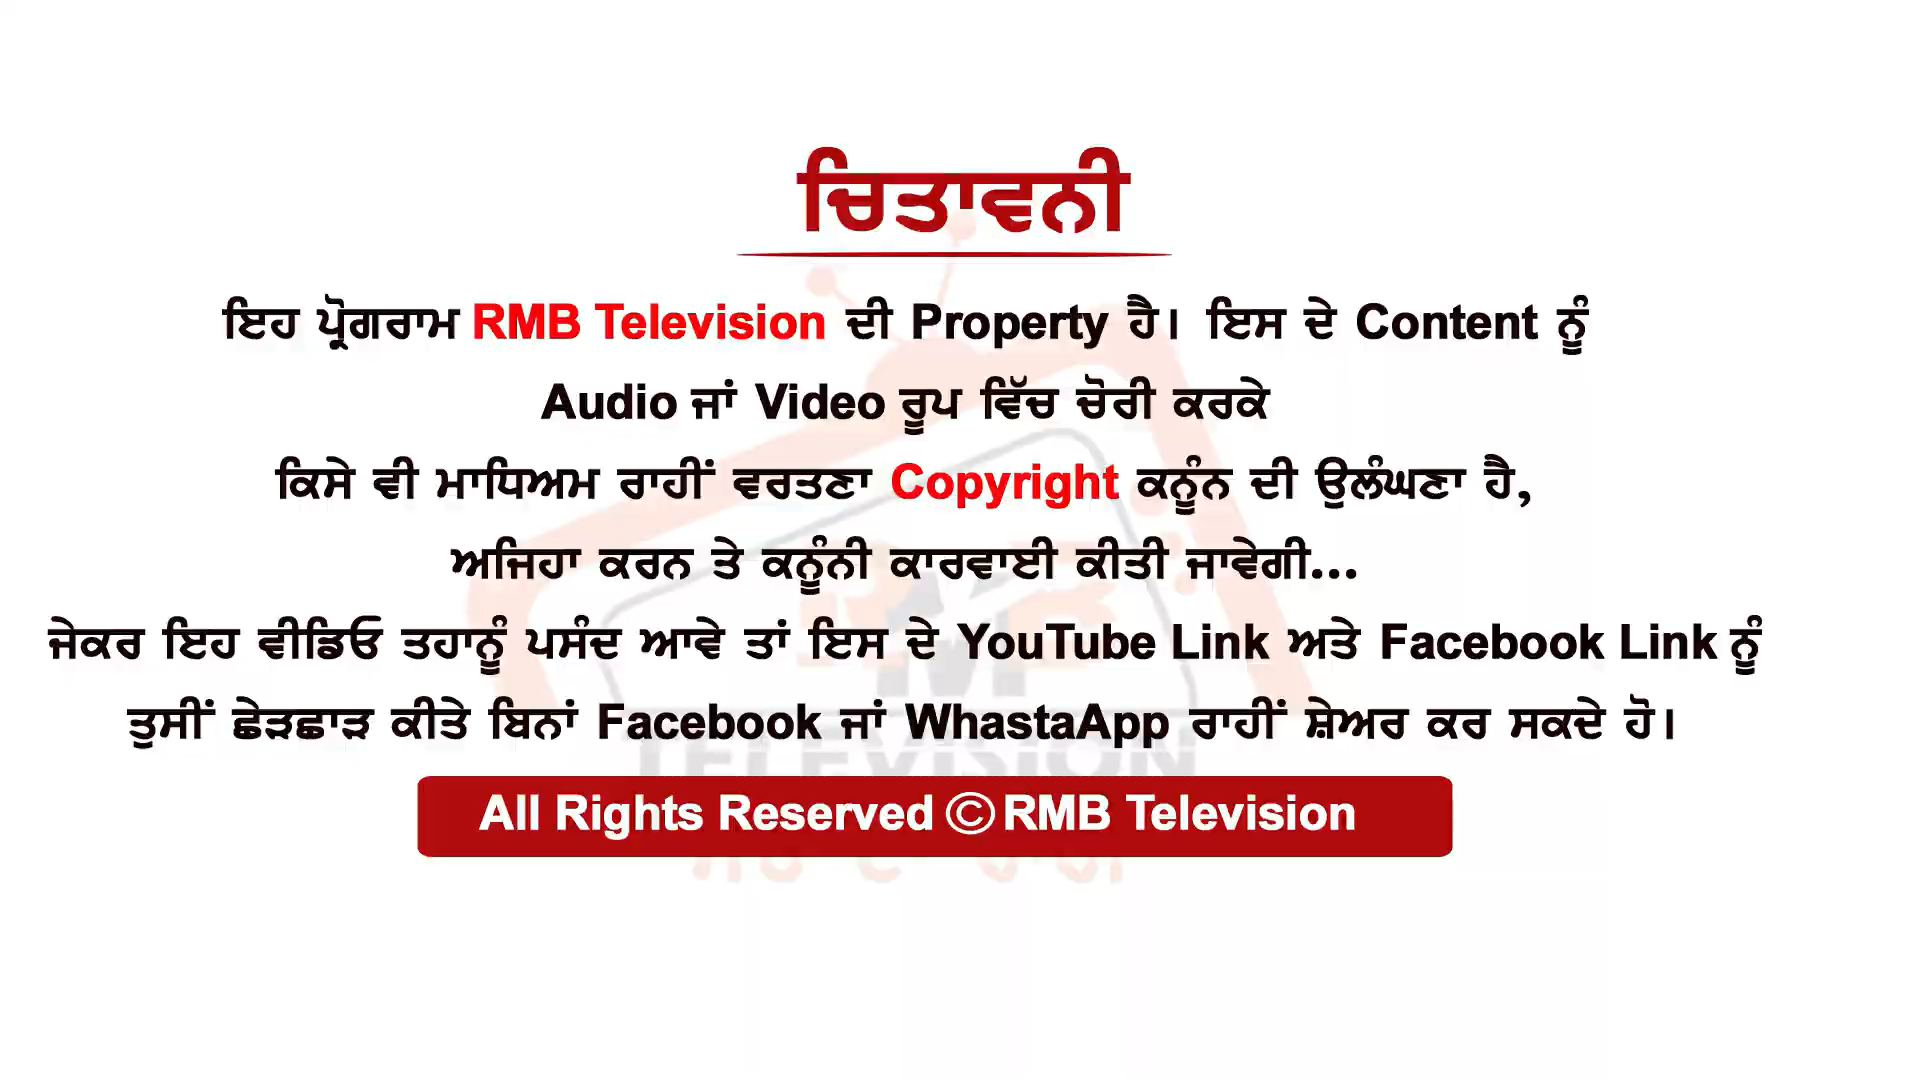 ਚਿਤਾਵਨੀ
ਇਹ ਪ੍ਰੋਗਰਾਮ RMB Television ਦੀ Property ਹੈ। ਇਸ ਦੇ Content ਨੂੰ
Audio ਜਾਂ Video ਰੂਪ ਵਿੱਚ ਚੋਰੀ ਕਰਕੇ
ਕਿਸੇ ਵੀ ਮਾਧਿਅਮ ਰਾਹੀਂ ਵਰਤਣਾ Copyright ਕਨੂੰਨ ਦੀ ਉਲੰਘਣਾ ਹੈ,
ਅਜਿਹਾ ਕਰਨ ਤੇ ਕਨੂੰਨੀ ਕਾਰਵਾਈ ਕੀਤੀ ਜਾਵੇਗੀ...
ਜੇਕਰ ਇਹ ਵੀਡਿਓ ਤਹਾਨੂੰ ਪਸੰਦ ਆਵੇ ਤਾਂ ਇਸ ਦੇ YouTube Link ਅਤੇ Facebook Link ਨੂੰ
ਤੁਸੀਂ ਛੇੜਛਾੜ ਕੀਤੇ ਬਿਨਾਂ Facebook ਜਾਂ WhastaApp ਰਾਹੀਂ ਸ਼ੇਅਰ ਕਰ ਸਕਦੇ ਹੋ।
RMB
TELEVISION
All Rights Reserved © RMB Television